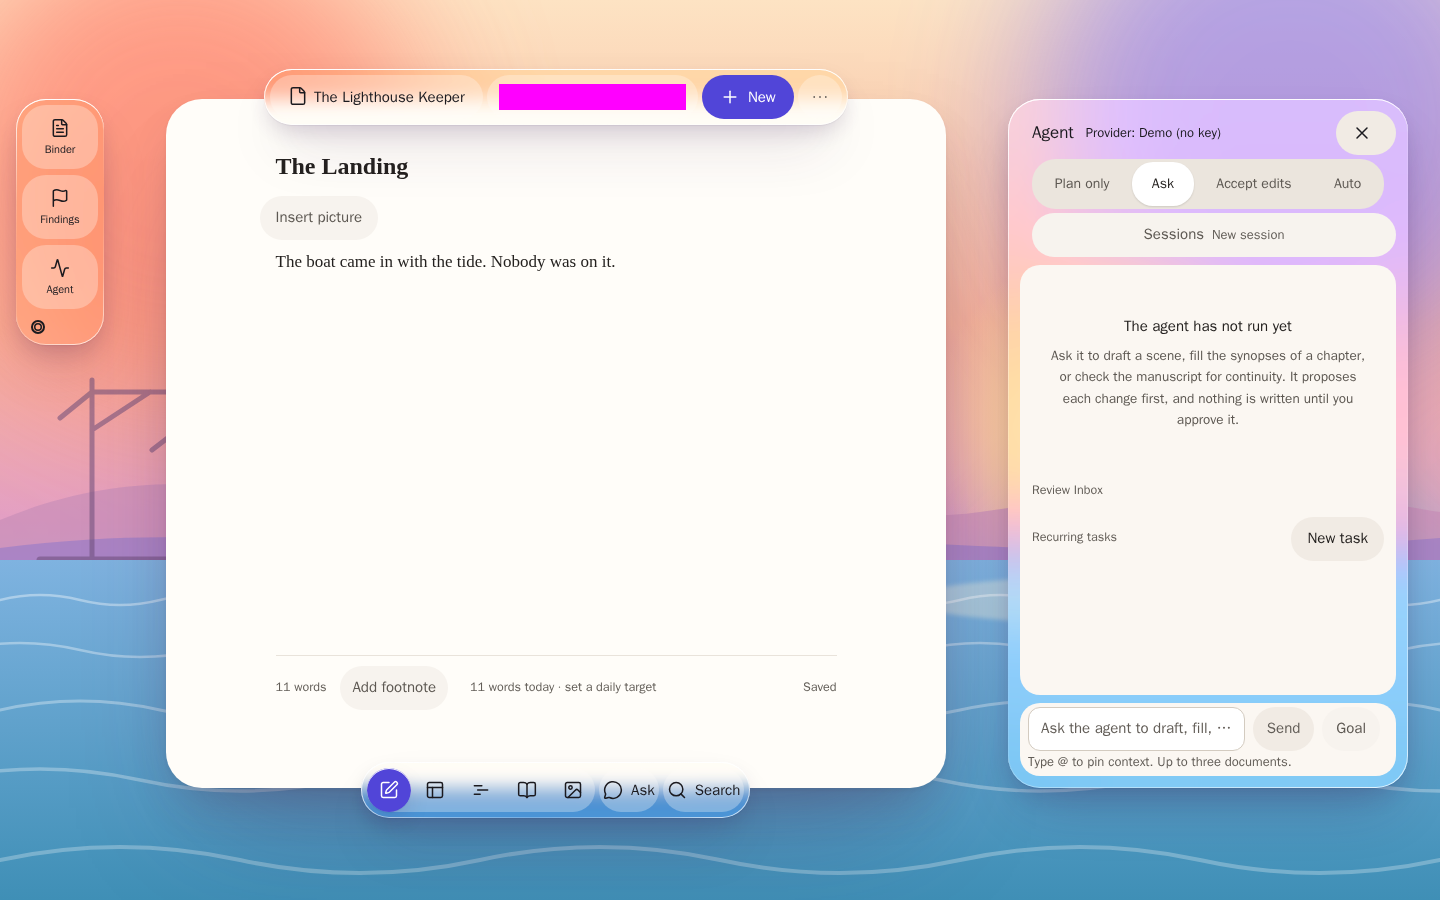 The Lighthouse Keeper
New
Binder
Findings
Agent
The Landing
Insert picture
The boat came in with the tide. Nobody was on it.
11 words
Add footnote
11 words today · set a daily target
Saved
Ask
Search
Agent
Provider: Demo (no key)
Plan only
Ask
Accept edits
Auto
Sessions
New session
The agent has not run yet
Ask it to draft a scene, fill the synopses of a chapter,
or check the manuscript for continuity. It proposes
each change first, and nothing is written until you
approve it.
Review Inbox
Recurring tasks
New task
Ask the agent to draft, fill, ···
Send
Goal
Type @ to pin context. Up to three documents.